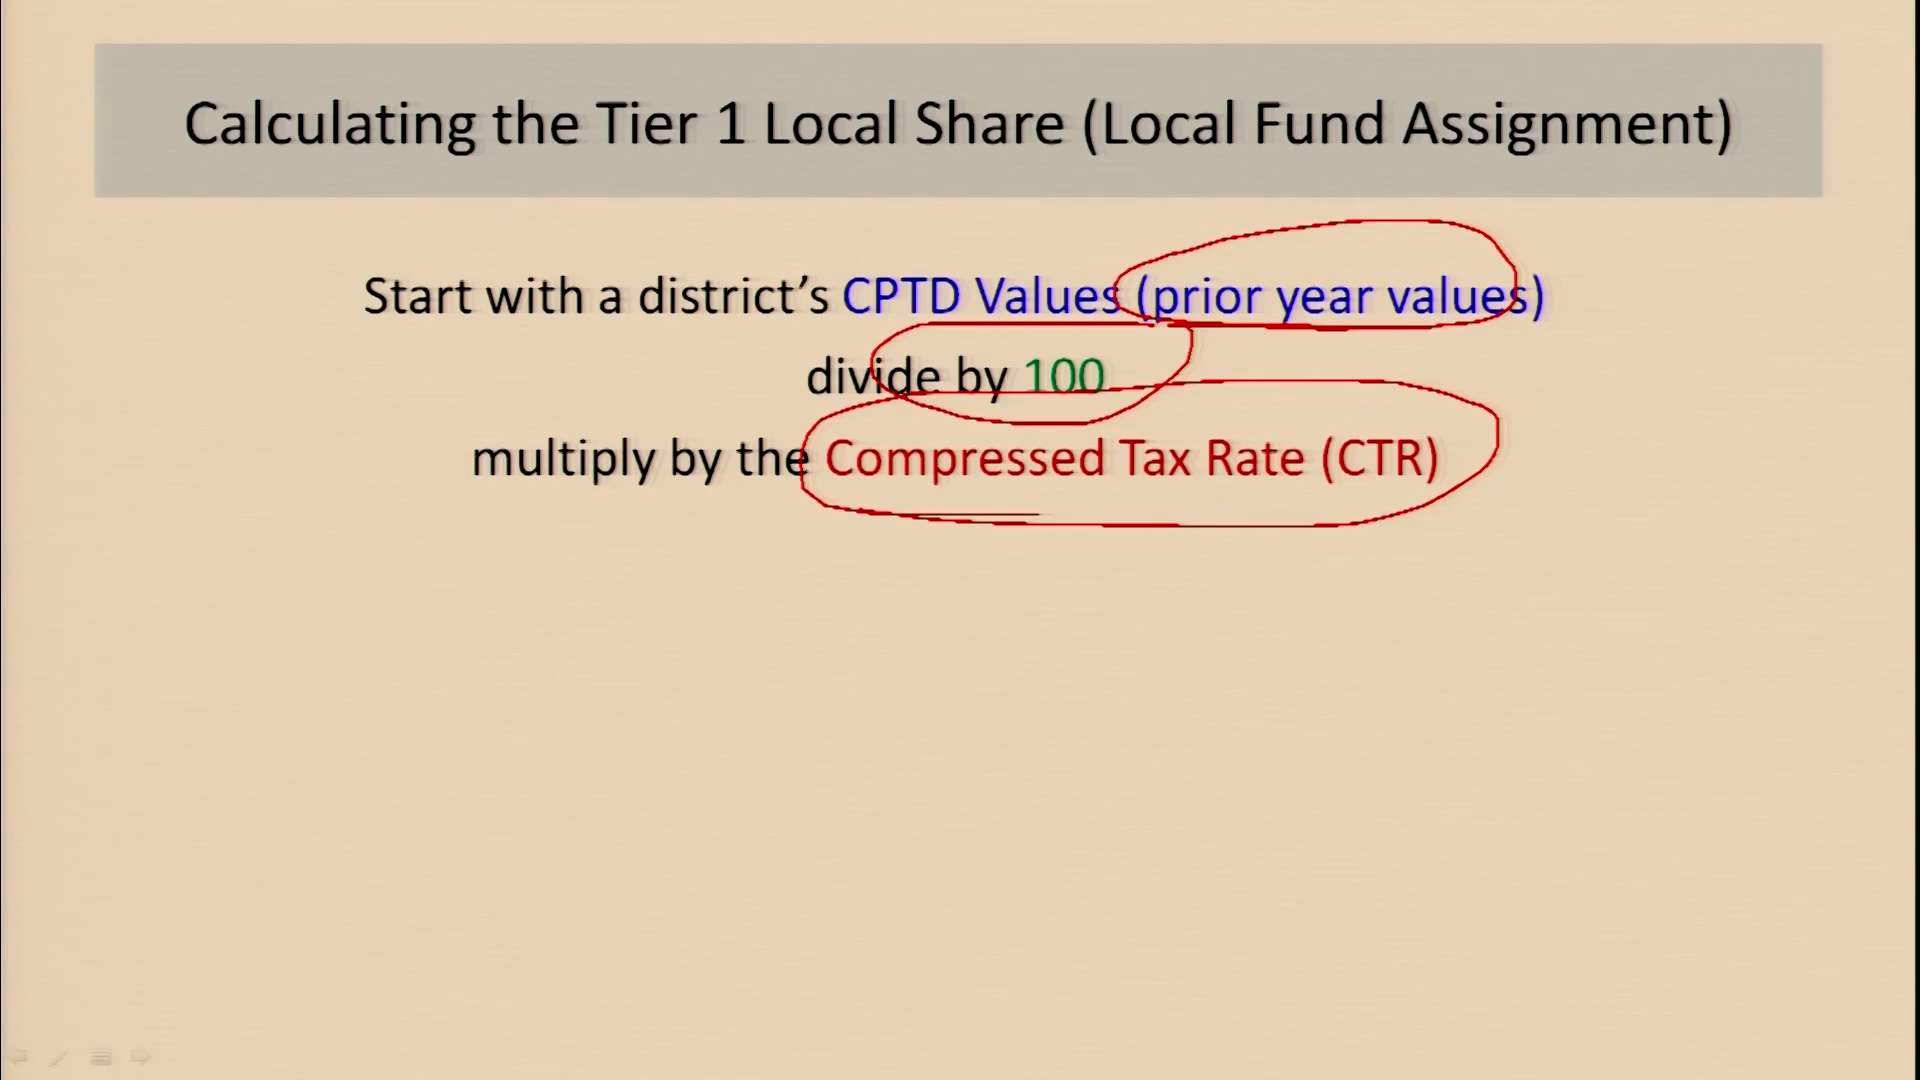 Calculating the Tier 1 Local Share (Local Fund Assignment)
Start with a district’s CPTD Values (prior year values)
divide by 100
multiply by the Compressed Tax Rate (CTR)